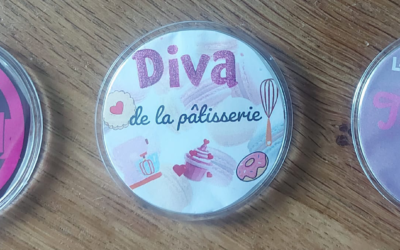 Diva
de la pâtisserie